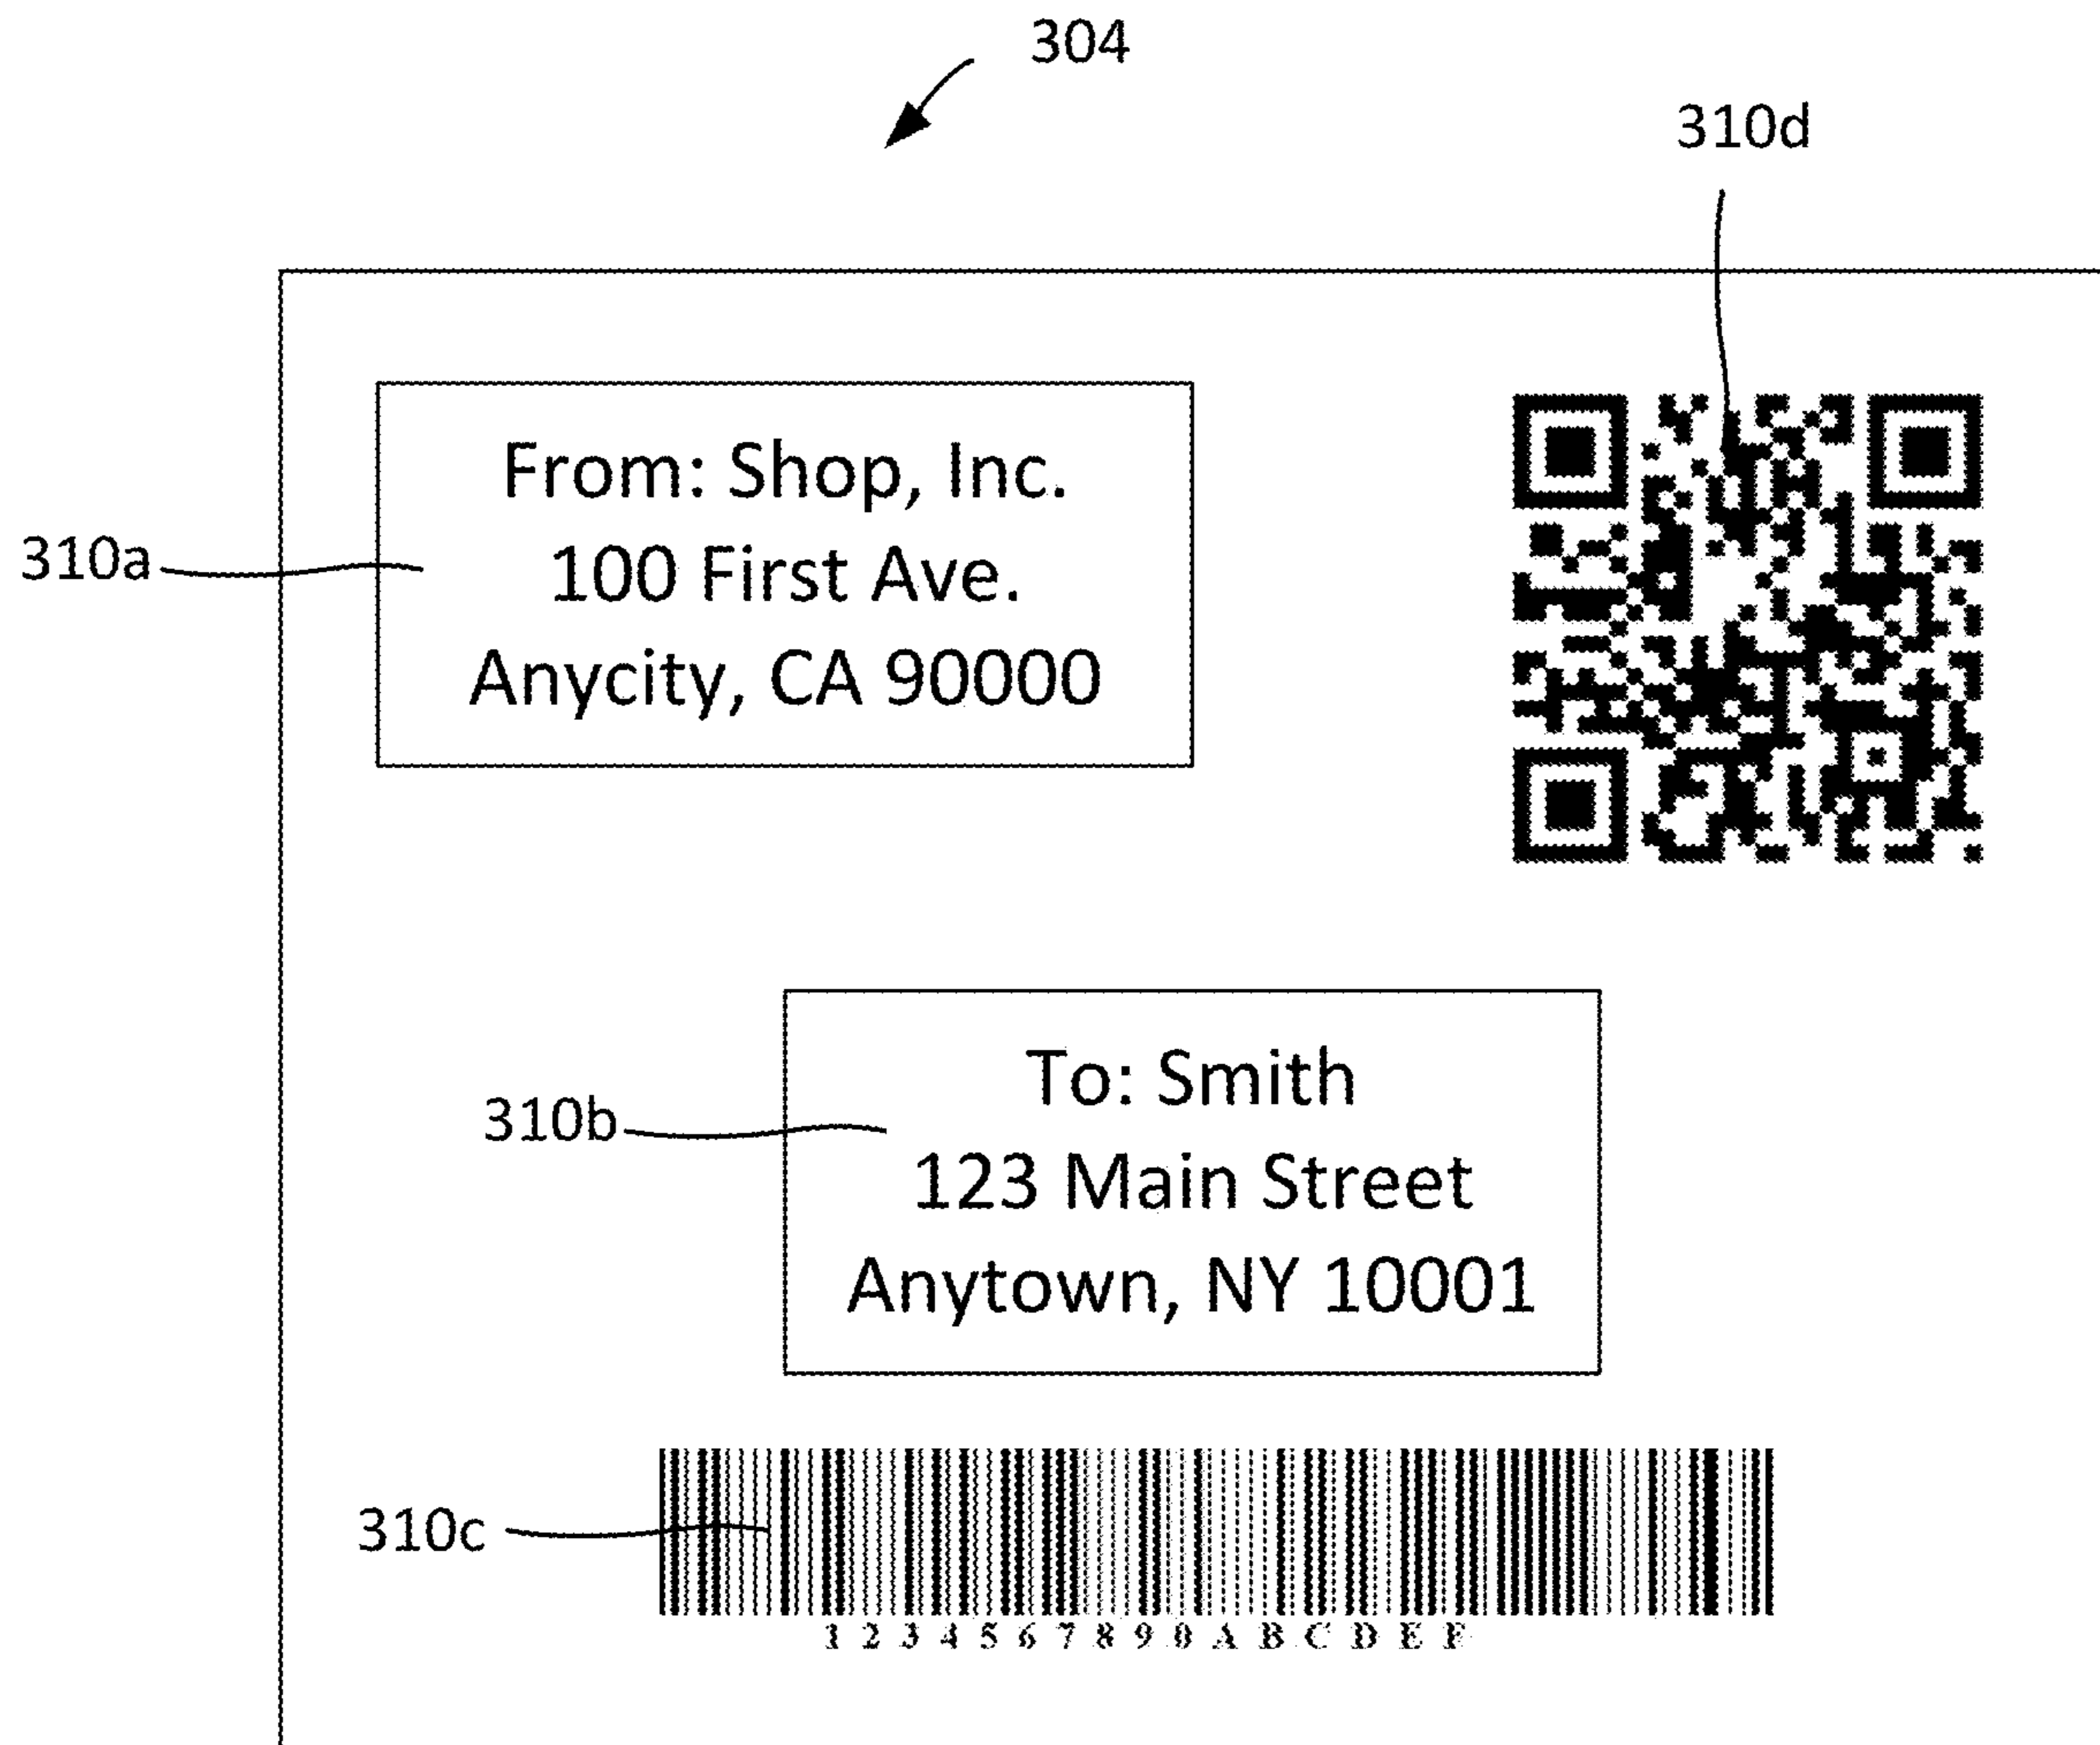 304
310d
From: Shop, Inc.
100 First Ave.
Anycity, CA 90000
310a
To: Smith
123 Main Street
Anytown, NY 10001
310b
310c
1 2 3 4 5 6 7 8 9 0 A B C D E F